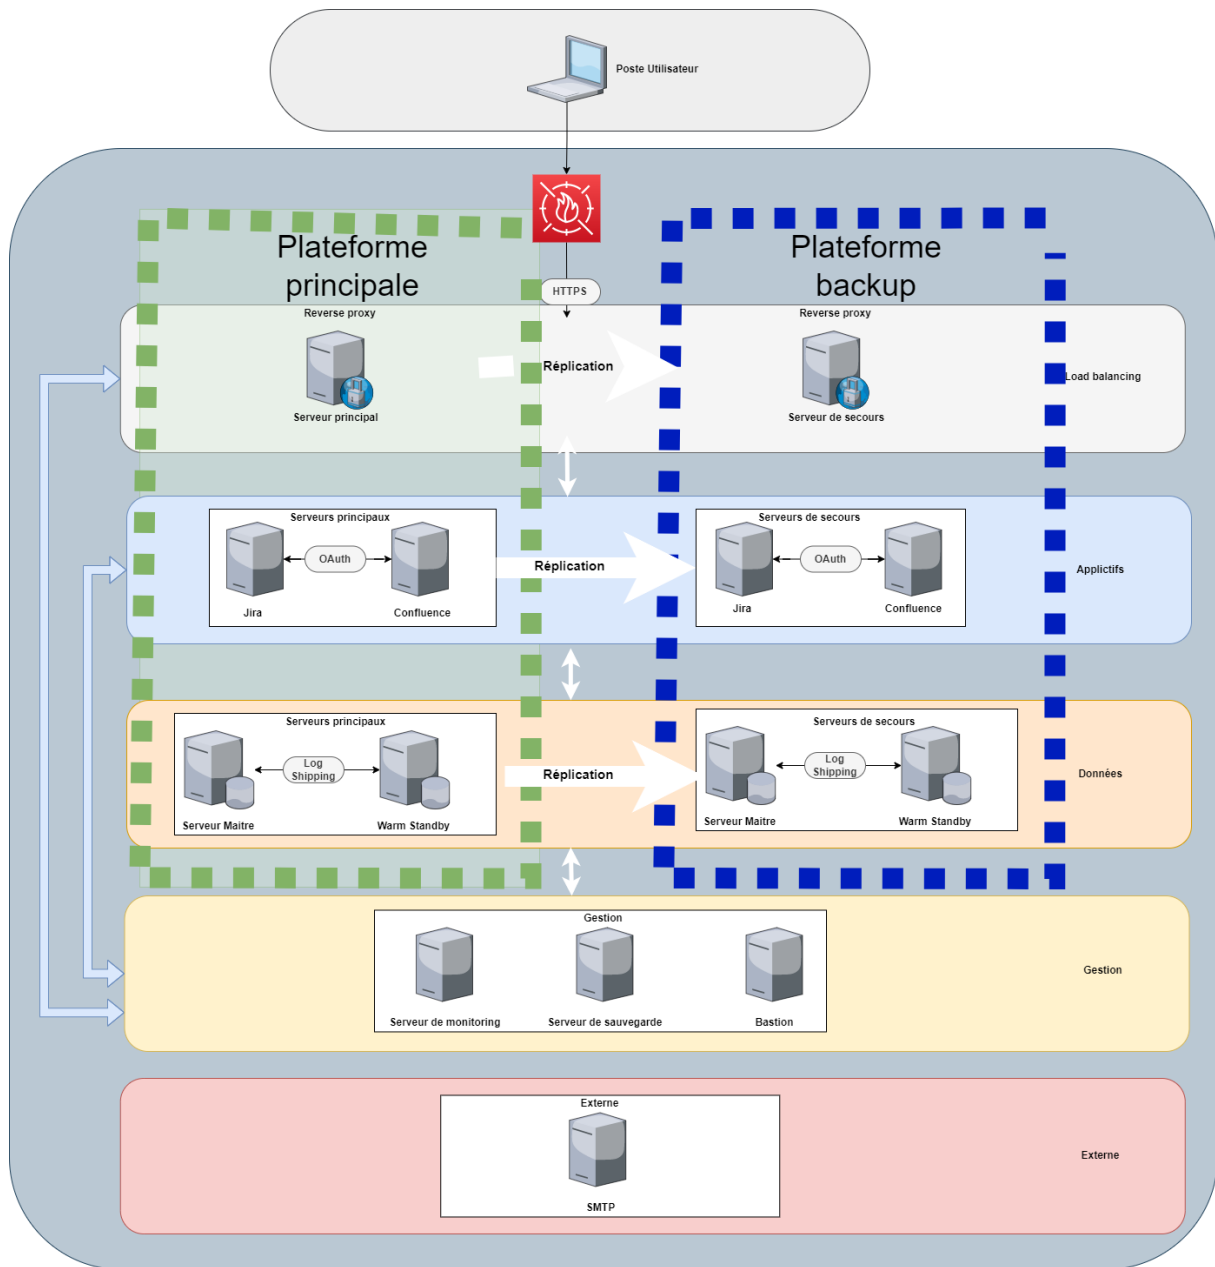 Poste Utilisateur
Plateforme
principale
Plateforme
backup
HTTPS
Reverse proxy
Reverse proxy
Réplication
Load balancing
Serveur principal
Serveur de secours
Serveurs principaux
Serveurs de secours
OAuth
Réplication
OAuth
Applictifs
Jira
Confluence
Jira
Confluence
Serveurs principaux
Serveurs de secours
Log
Shipping
Réplication
Log
Shipping
Données
Serveur Maitre
Warm Standby
Serveur Maitre
Warm Standby
Gestion
Gestion
Serveur de monitoring
Serveur de sauvegarde
Bastion
Externe
Externe
SMTP